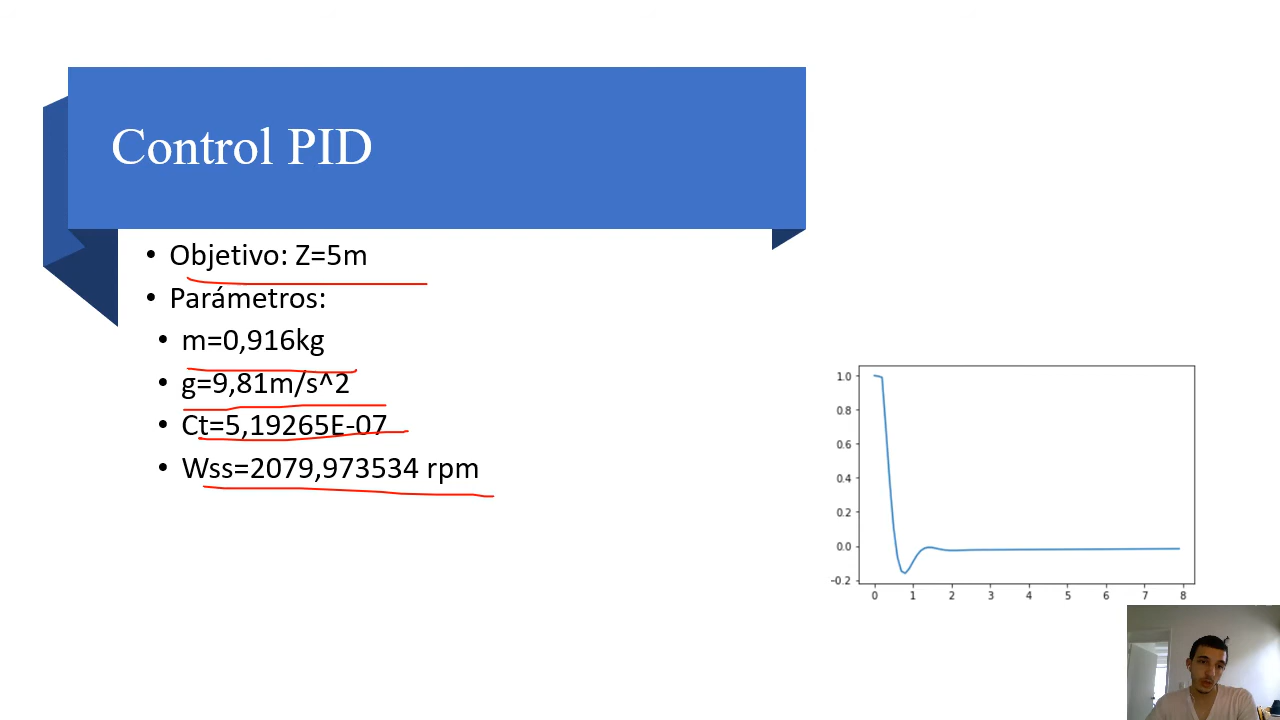 Control PID
• Objetivo: Z=5m
• Parámetros:
• m=0,916kg
• g=9,81m/s^2
• Ct=5,19265E-07
• Wss=2079,973534 rpm
1.0
0.8
0.6
0.4
0.2
0.0
-0.2
0 1 2 3 4 5 6 7 8